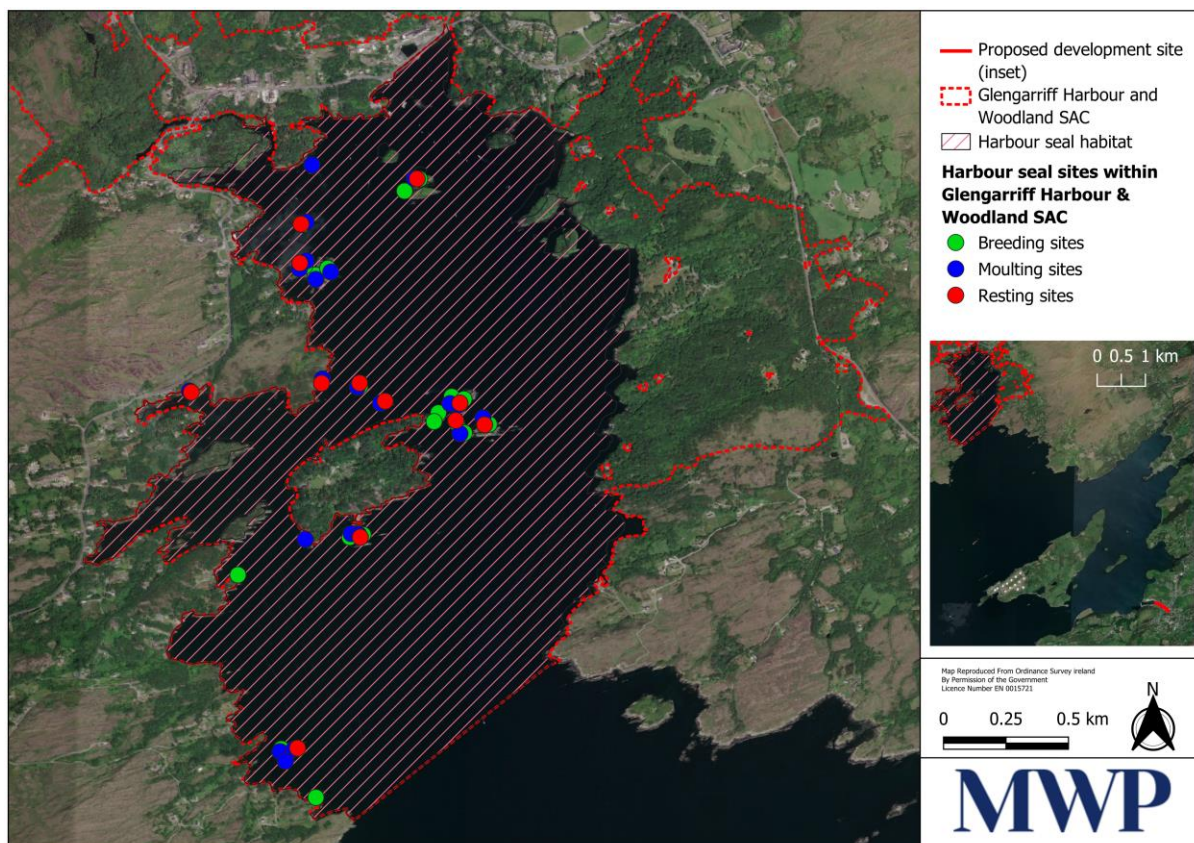 Proposed development site
(inset)
Glengarriff Harbour and
Woodland SAC
Harbour seal habitat
Harbour seal sites within
Glengarriff Harbour &
Woodland SAC
Breeding sites
Moulting sites
Resting sites
0 0.5 1 km
Map Reproduced From Ordinance Survey ireland
By Permission of the Government
Licence Number EN 0015721
N
0 0.25 0.5 km
MWP